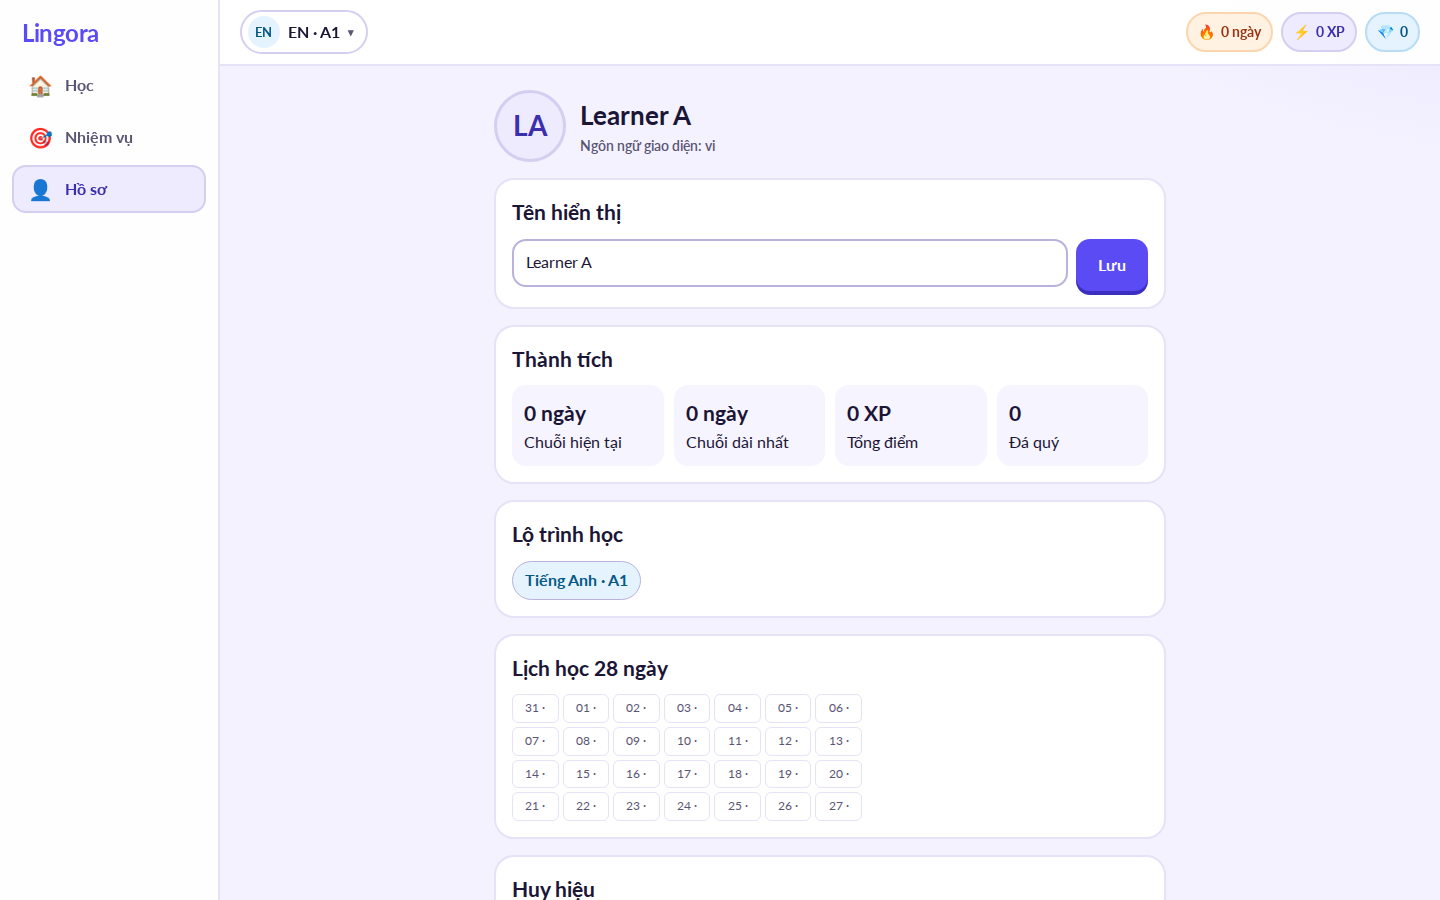 Lingora
Học
Nhiệm vụ
Hồ sơ
EN EN · A1 ▾
0 ngày
0 XP
0
LA
Learner A
Ngôn ngữ giao diện: vi
Tên hiển thị
Learner A
Lưu
Thành tích
0 ngày 0 ngày 0 XP 0
Chuỗi hiện tại Chuỗi dài nhất Tổng điểm Đá quý
Lộ trình học
Tiếng Anh · A1
Lịch học 28 ngày
31 · 01 · 02 · 03 · 04 · 05 · 06 ·
07 · 08 · 09 · 10 · 11 · 12 · 13 ·
14 · 15 · 16 · 17 · 18 · 19 · 20 ·
21 · 22 · 23 · 24 · 25 · 26 · 27 ·
Huy hiệu